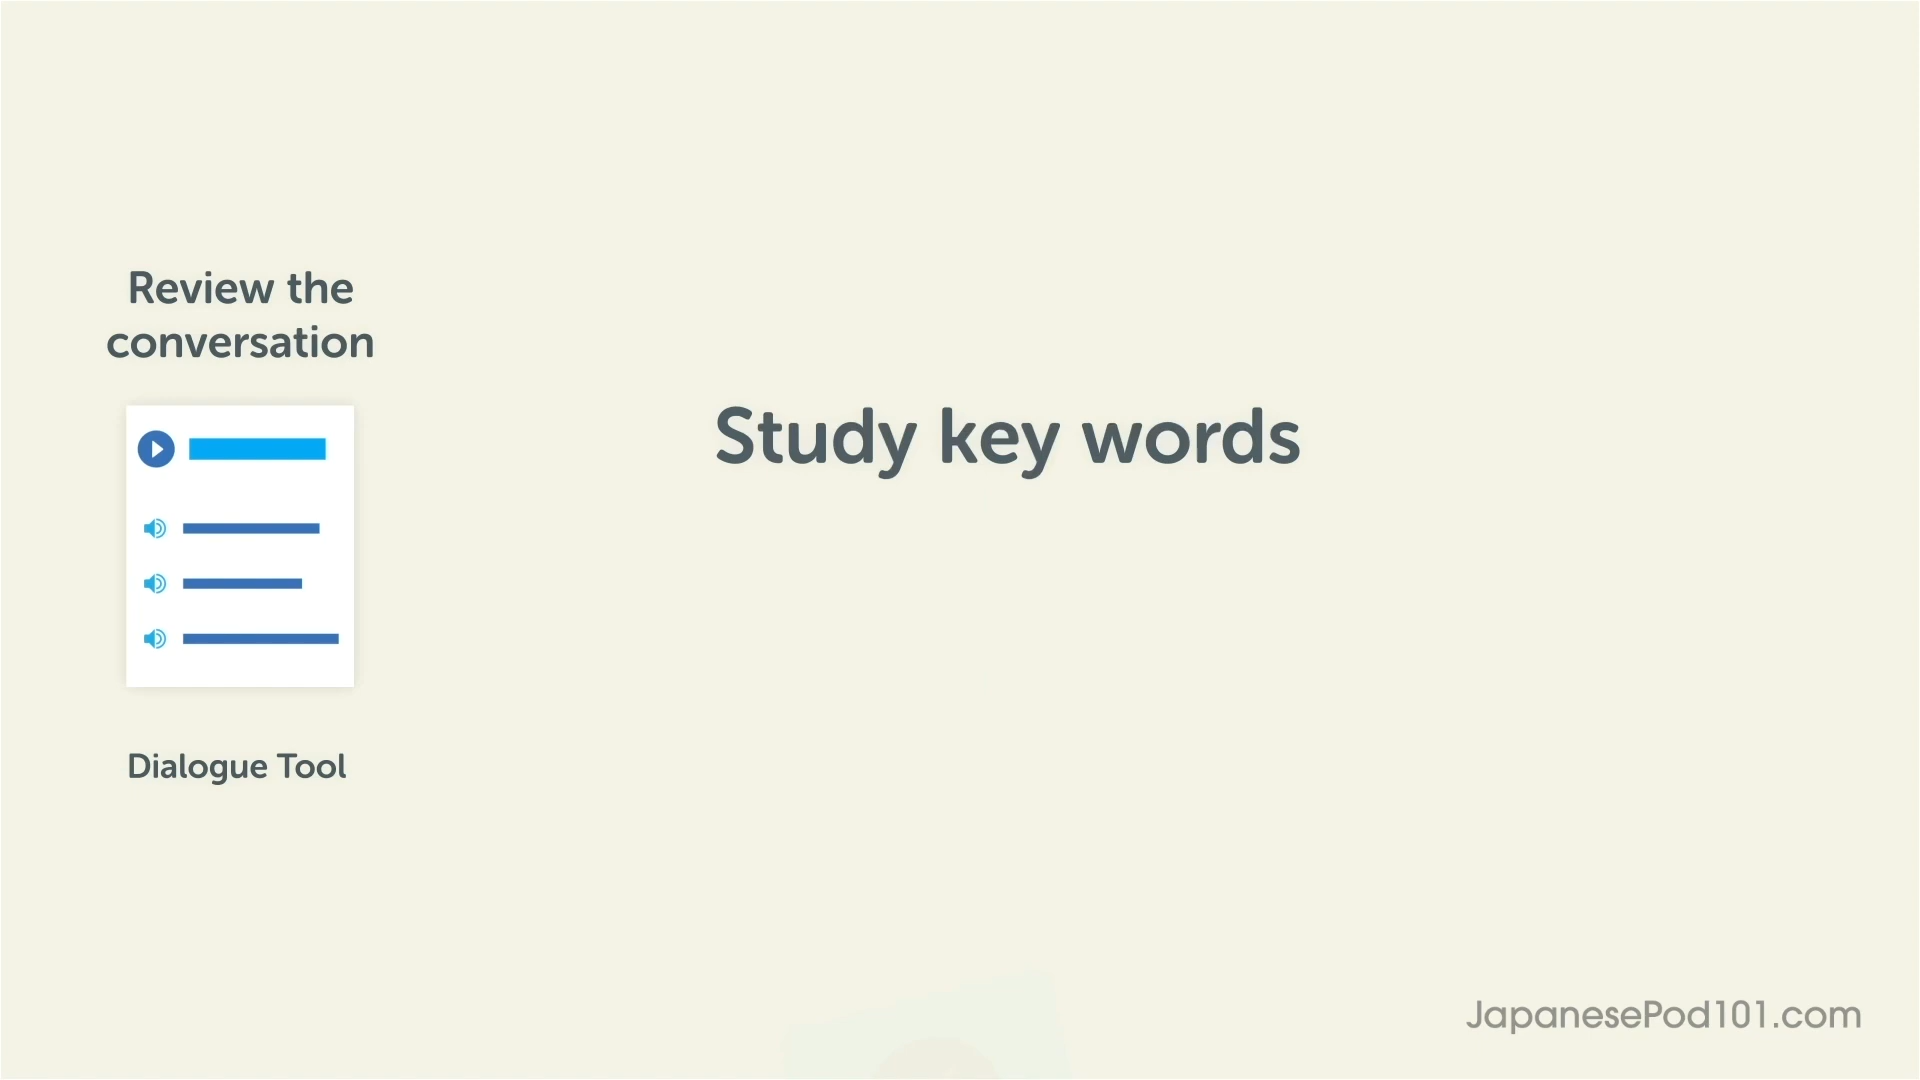 Review the
conversation
Study key words
Dialogue Tool
JapanesePod101.com